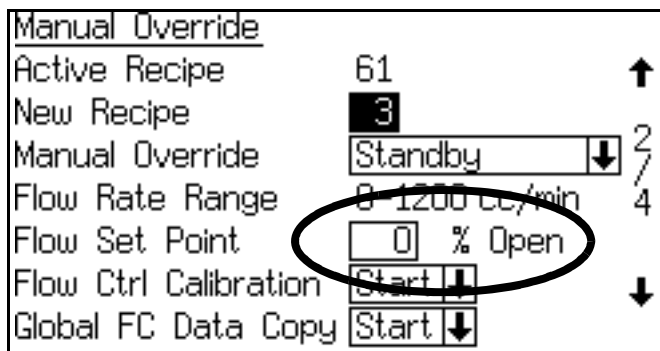 Manual Override
Active Recipe 61
New Recipe 3
Manual Override Standby
Flow Rate Range 0-1200 cc/min
Flow Set Point 0 % Open
Flow Ctrl Calibration Start
Global FC Data Copy Start
2/4